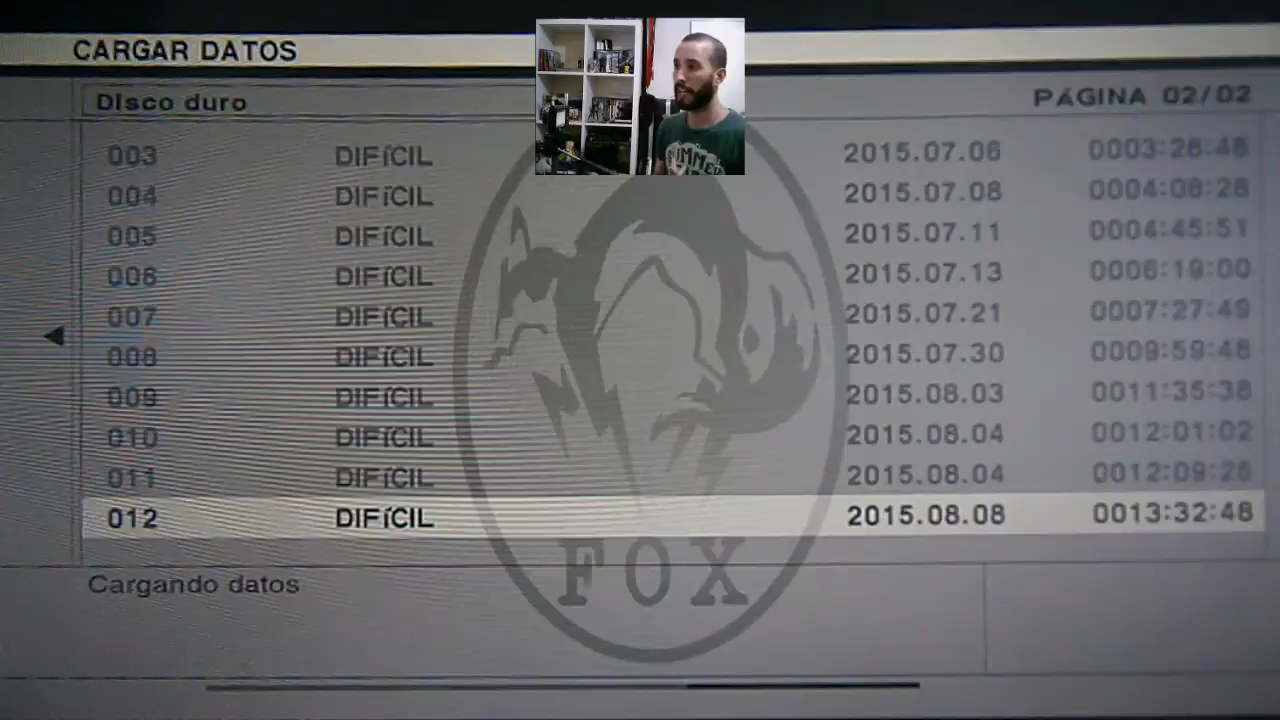 CARGAR DATOS
Disco duro PÁGINA 02/02
003 DIFíCIL 2015.07.06 0003:26:46
004 DIFíCIL 2015.07.08 0004:08:28
005 DIFíCIL 2015.07.11 0004:45:51
006 DIFíCIL 2015.07.13 0006:19:00
007 DIFíCIL 2015.07.21 0007:27:49
008 DIFíCIL 2015.07.30 0009:59:46
009 DIFíCIL 2015.08.03 0011:35:38
010 DIFíCIL 2015.08.04 0012:01:02
011 DIFíCIL 2015.08.04 0012:09:26
012 DIFíCIL 2015.08.08 0013:32:48
FOX
Cargando datos